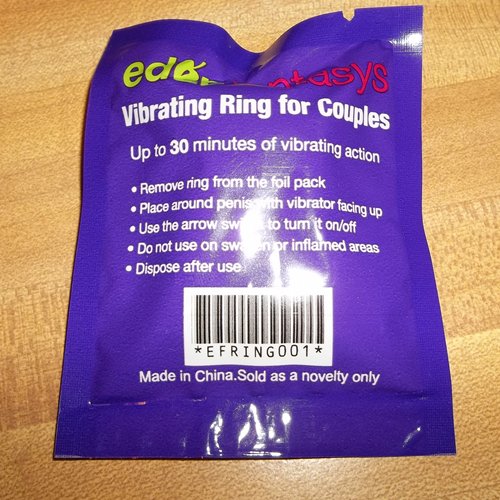 Vibrating Ring for Couples
Up to 30 minutes of vibrating action
• Remove ring from the foil pack
• Place around penis with vibrator facing up
• Use the arrow to turn it on/off
• Do not use on or inflamed areas
• Dispose after use
*EFRING001*
Made in China.Sold as a novelty only